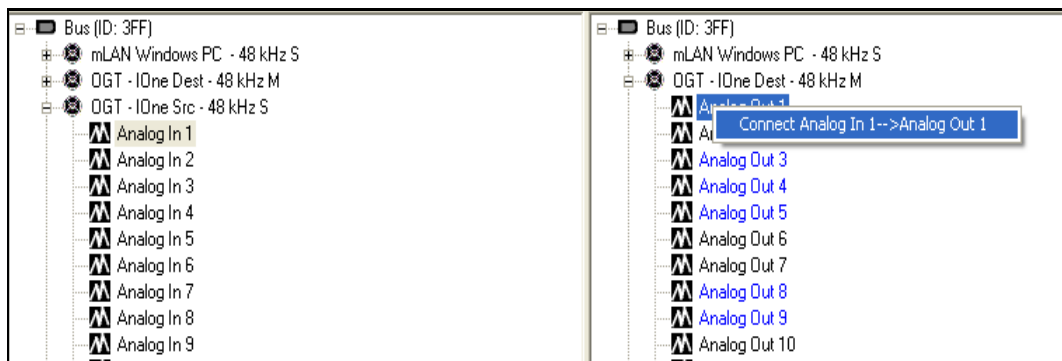 Bus (ID: 3FF)
mLAN Windows PC - 48 kHz S
OGT - IOne Dest - 48 kHz M
OGT - IOne Src - 48 kHz S
Analog In 1
Analog In 2
Analog In 3
Analog In 4
Analog In 5
Analog In 6
Analog In 7
Analog In 8
Analog In 9
Bus (ID: 3FF)
mLAN Windows PC - 48 kHz S
OGT - IOne Dest - 48 kHz M
Connect Analog In 1-->Analog Out 1
Analog Out 3
Analog Out 4
Analog Out 5
Analog Out 6
Analog Out 7
Analog Out 8
Analog Out 9
Analog Out 10